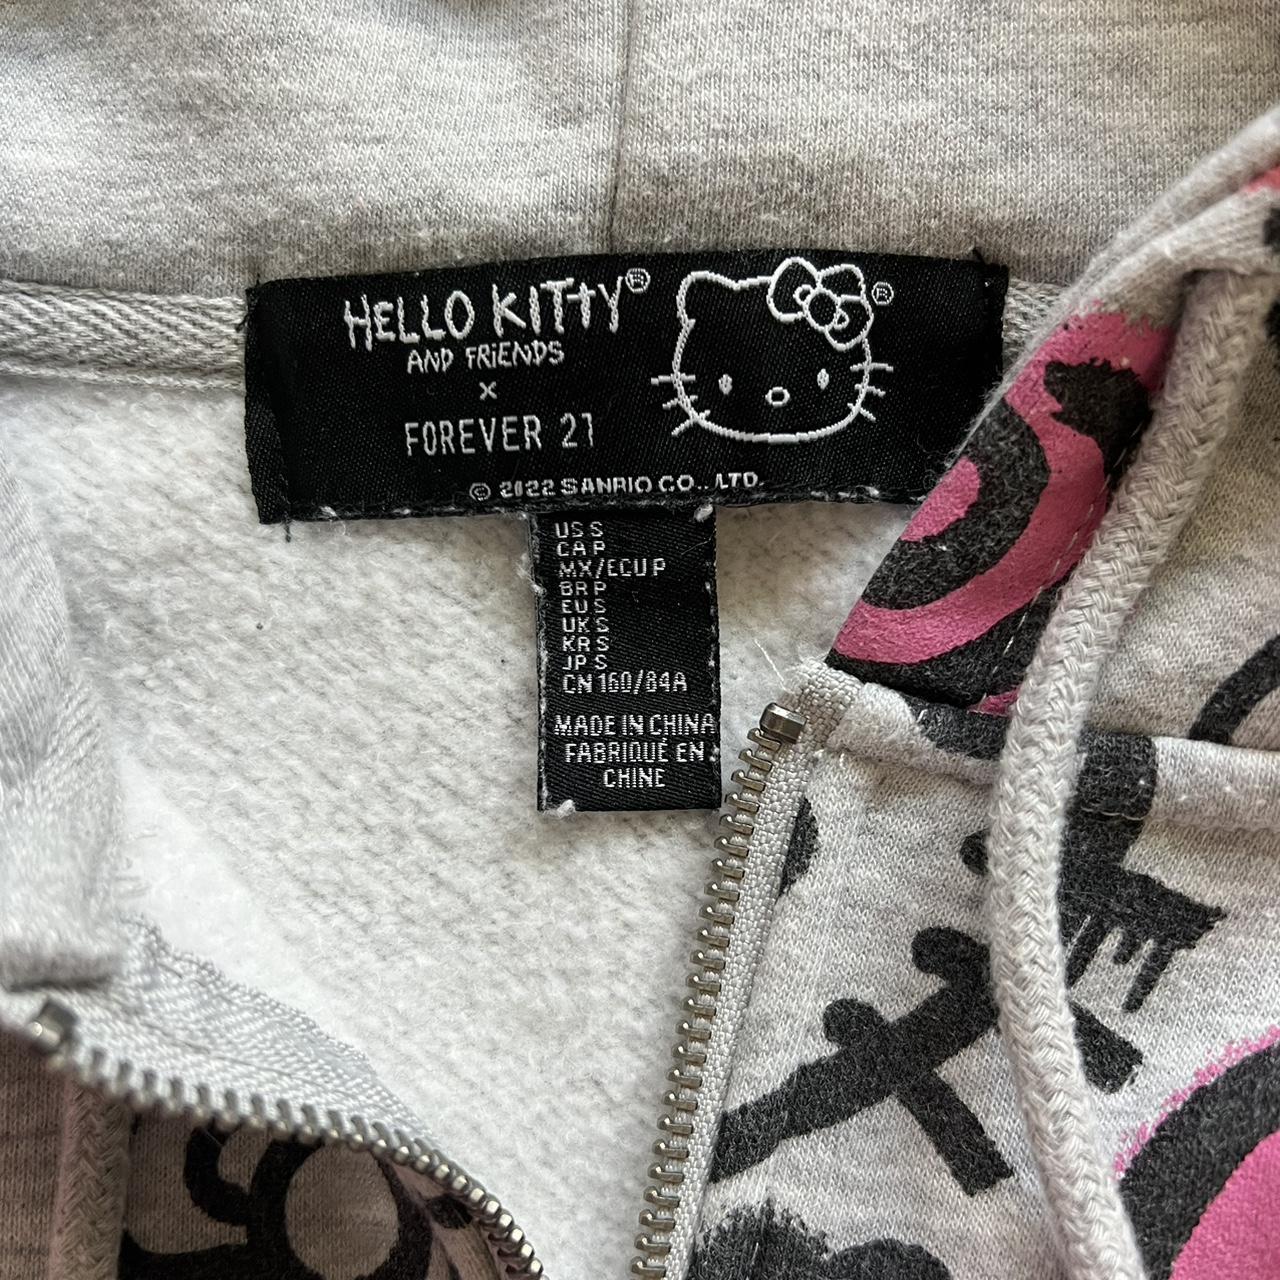 HELLO KITTY®
AND FRiENDS
x
FOREVER 21
®
© 2022 SANRIO CO., LTD.
US S
CA P
MX/ECU P
BR P
EU S
UK S
KR S
JP S
CN 160/84A
MADE IN CHINA
FABRIQUÉ EN
CHINE